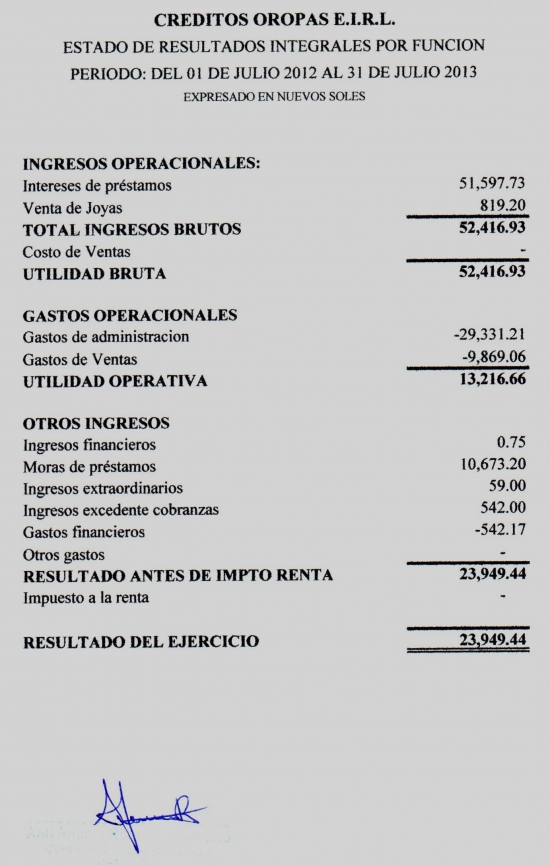 CREDITOS OROPAS E.I.R.L.
ESTADO DE RESULTADOS INTEGRALES POR FUNCION
PERIODO: DEL 01 DE JULIO 2012 AL 31 DE JULIO 2013
EXPRESADO EN NUEVOS SOLES
INGRESOS OPERACIONALES:
Intereses de préstamos 51,597.73
Venta de Joyas 819.20
TOTAL INGRESOS BRUTOS 52,416.93
Costo de Ventas -
UTILIDAD BRUTA 52,416.93
GASTOS OPERACIONALES
Gastos de administracion -29,331.21
Gastos de Ventas -9,869.06
UTILIDAD OPERATIVA 13,216.66
OTROS INGRESOS
Ingresos financieros 0.75
Moras de préstamos 10,673.20
Ingresos extraordinarios 59.00
Ingresos excedente cobranzas 542.00
Gastos financieros -542.17
Otros gastos -
RESULTADO ANTES DE IMPTO RENTA 23,949.44
Impuesto a la renta -
RESULTADO DEL EJERCICIO 23,949.44